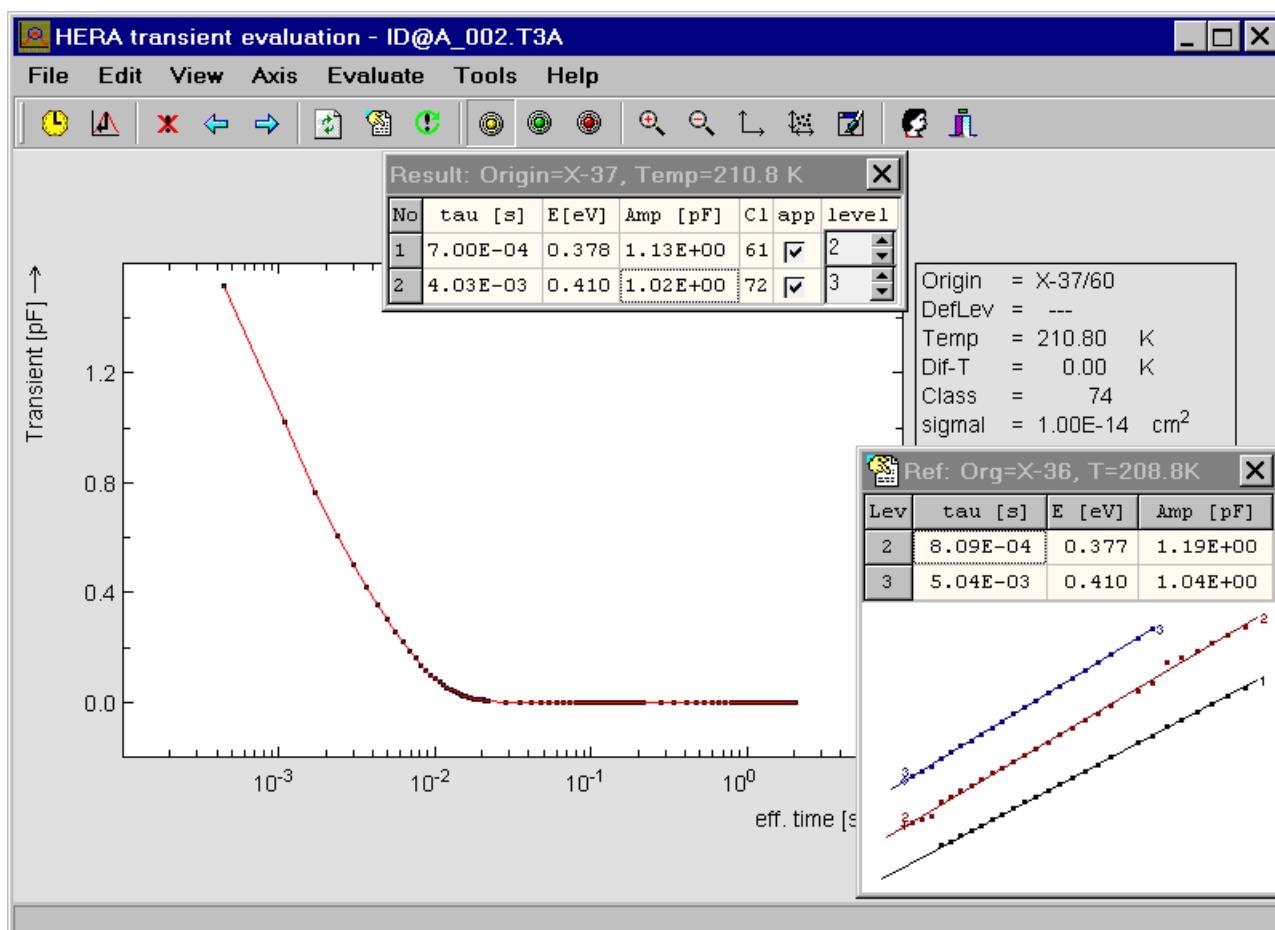 HERA transient evaluation - ID@A_002.T3A
File Edit View Axis Evaluate Tools Help
Result: Origin=X-37, Temp=210.8 K
No tau [s] E[eV] Amp [pF] Cl app level
1 7.00E-04 0.378 1.13E+00 61 2
2 4.03E-03 0.410 1.02E+00 72 3
Transient [pF]
1.2
0.8
0.4
0.0
10⁻³ 10⁻² 10⁻¹ 10⁰
eff. time [s
Origin = X-37/60
DefLev = ---
Temp = 210.80 K
Dif-T = 0.00 K
Class = 74
sigmal = 1.00E-14 cm²
Ref: Org=X-36, T=208.8K
Lev tau [s] E [eV] Amp [pF]
2 8.09E-04 0.377 1.19E+00
3 5.04E-03 0.410 1.04E+00
3
2
1
3
2